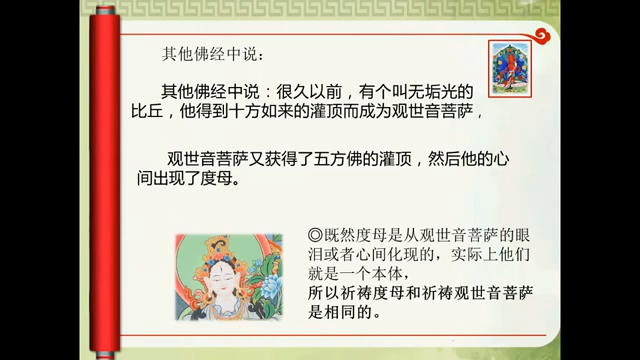 其他佛经中说：
其他佛经中说：很久以前，有个叫无垢光的
比丘，他得到十方如来的灌顶而成为观世音菩萨，
观世音菩萨又获得了五方佛的灌顶，然后他的心
间出现了度母。
◎既然度母是从观世音菩萨的眼
泪或者心间化现的，实际上他们
就是一个本体，
所以祈祷度母和祈祷观世音菩萨
是相同的。